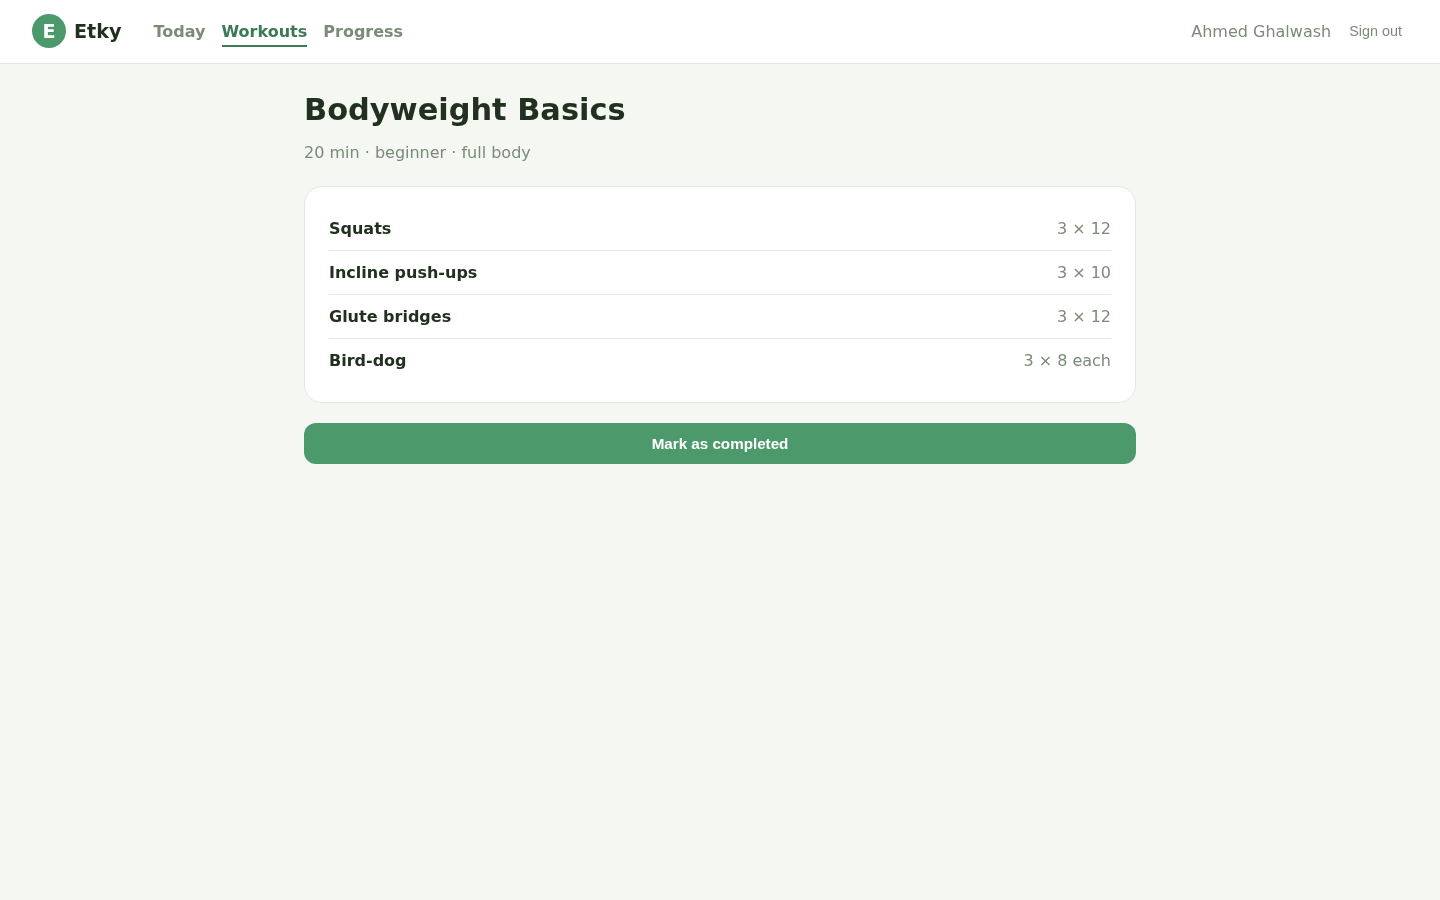 E Etky Today Workouts Progress Ahmed Ghalwash Sign out
Bodyweight Basics
20 min · beginner · full body
Squats 3 × 12
Incline push-ups 3 × 10
Glute bridges 3 × 12
Bird-dog 3 × 8 each
Mark as completed